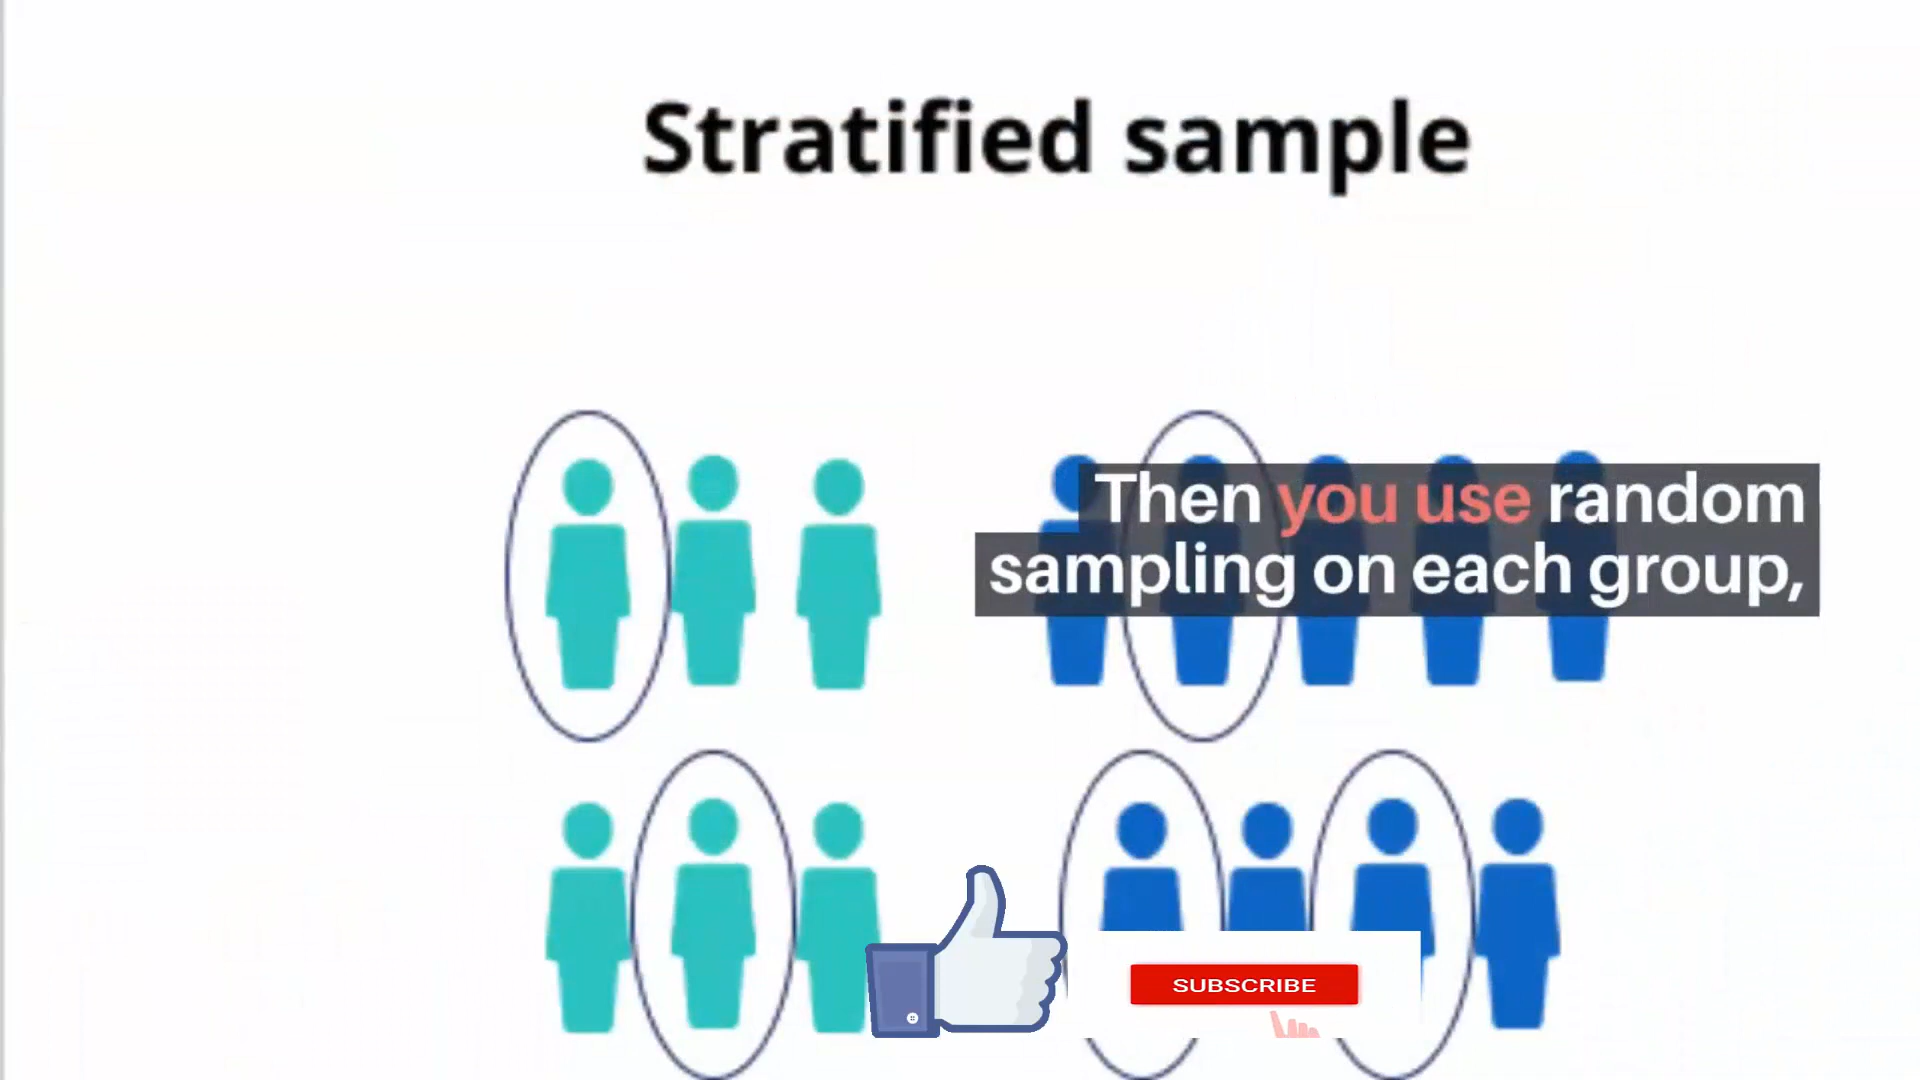 Stratified sample
Then you use random
sampling on each group,
SUBSCRIBE